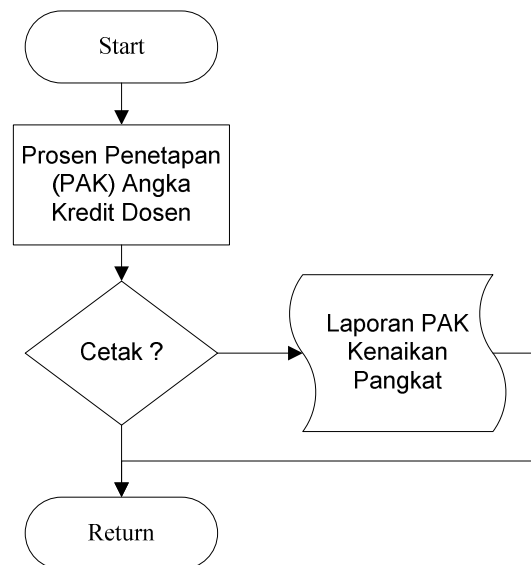 Start
Prosen Penetapan
(PAK) Angka
Kredit Dosen
Cetak ?
Laporan PAK
Kenaikan
Pangkat
Return